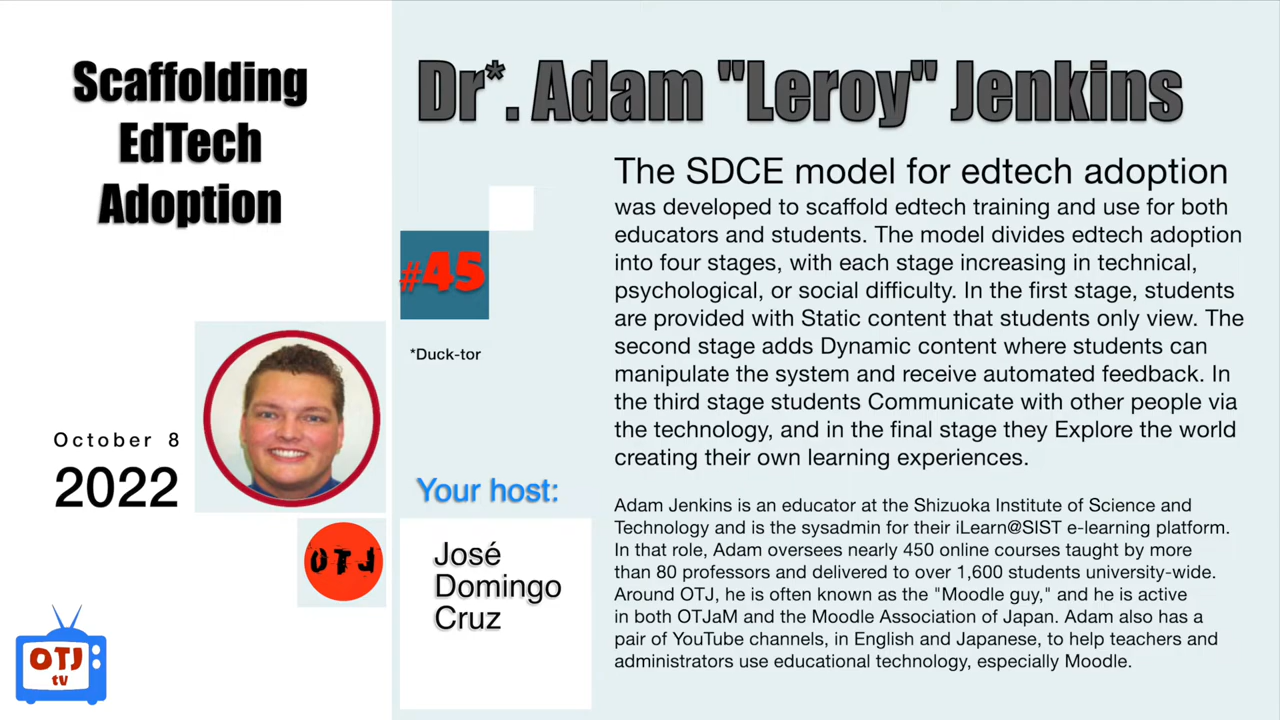 Scaffolding
EdTech
Adoption
October 8
2022
OTJ
OTJ
tv
Dr*. Adam "Leroy" Jenkins
#45
*Duck-tor
Your host:
José
Domingo
Cruz
The SDCE model for edtech adoption
was developed to scaffold edtech training and use for both
educators and students. The model divides edtech adoption
into four stages, with each stage increasing in technical,
psychological, or social difficulty. In the first stage, students
are provided with Static content that students only view. The
second stage adds Dynamic content where students can
manipulate the system and receive automated feedback. In
the third stage students Communicate with other people via
the technology, and in the final stage they Explore the world
creating their own learning experiences.
Adam Jenkins is an educator at the Shizuoka Institute of Science and
Technology and is the sysadmin for their iLearn@SIST e-learning platform.
In that role, Adam oversees nearly 450 online courses taught by more
than 80 professors and delivered to over 1,600 students university-wide.
Around OTJ, he is often known as the "Moodle guy," and he is active
in both OTJaM and the Moodle Association of Japan. Adam also has a
pair of YouTube channels, in English and Japanese, to help teachers and
administrators use educational technology, especially Moodle.